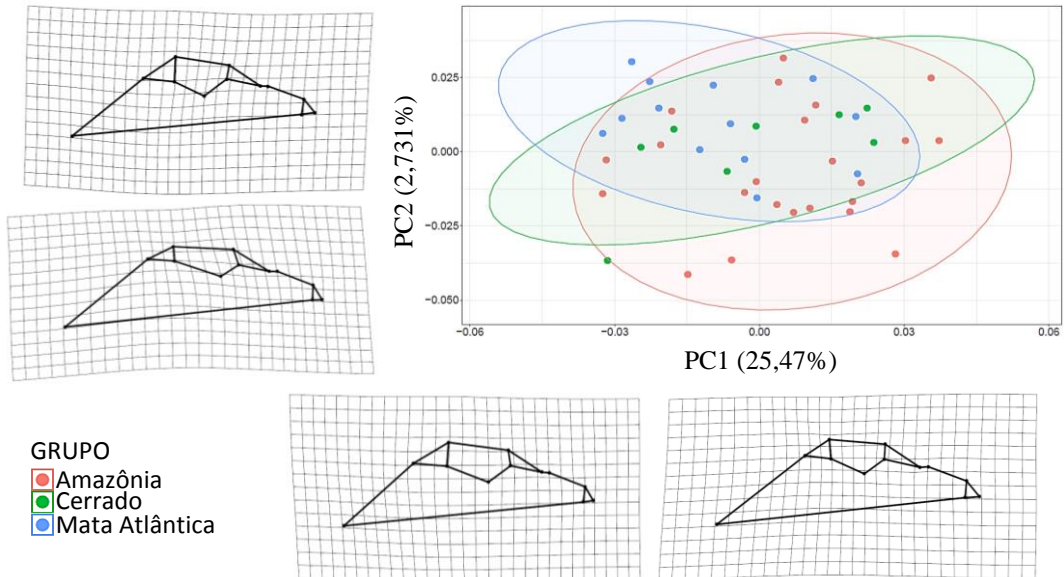 0.025
0.000
−0.025
−0.050
PC2 (2,731%)
−0.06
−0.03
0.00
0.03
0.06
PC1 (25,47%)
GRUPO
Amazônia
Cerrado
Mata Atlântica